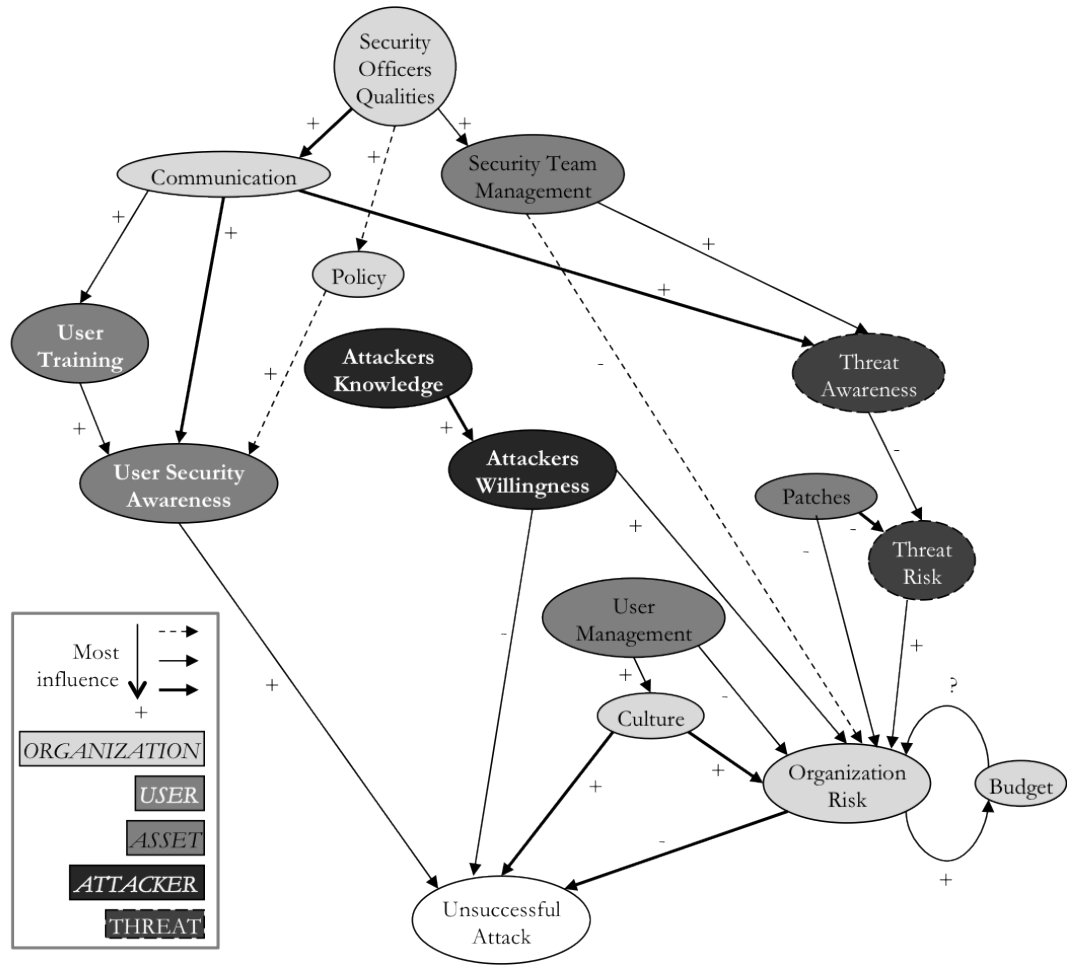 Security
Officers
Qualities
+
+
+
Communication
Security Team
Management
+
+
+
+
Policy
-
User
Training
Attackers
Knowledge
Threat
Awareness
+
+
+
-
User Security
Awareness
Attackers
Willingness
Patches
+
-
-
Threat
Risk
User
Management
-
+
Most
influence
+
+
-
+
?
Culture
ORGANIZATION
+
+
Organization
Risk
Budget
USER
ASSET
-
+
ATTACKER
THREAT
Unsuccessful
Attack